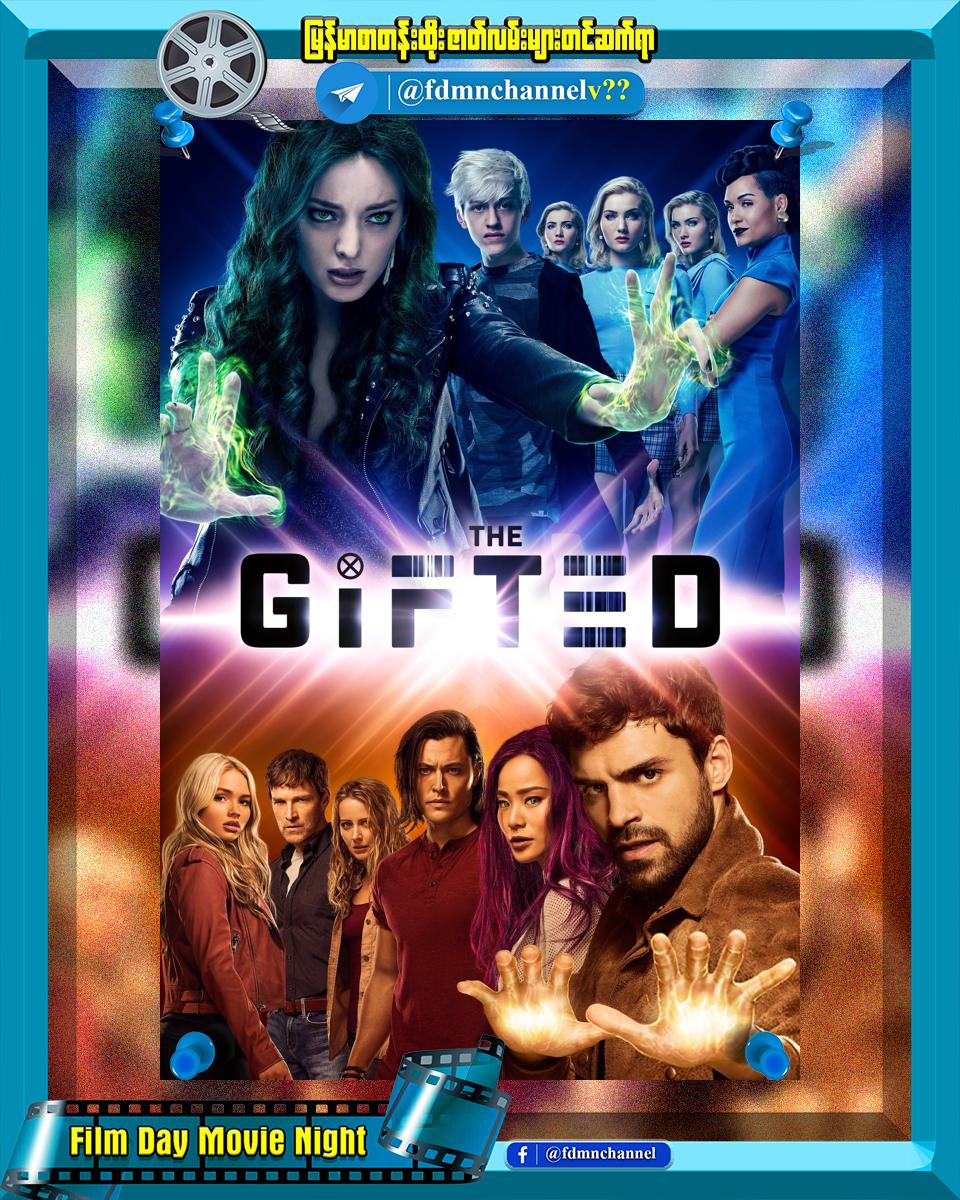 မြန်မာစာတန်းထိုးဇာတ်လမ်းများတင်ဆက်ရာ
@fdmnchannelv??
THE
GiFTED
Film Day Movie Night
@fdmnchannel